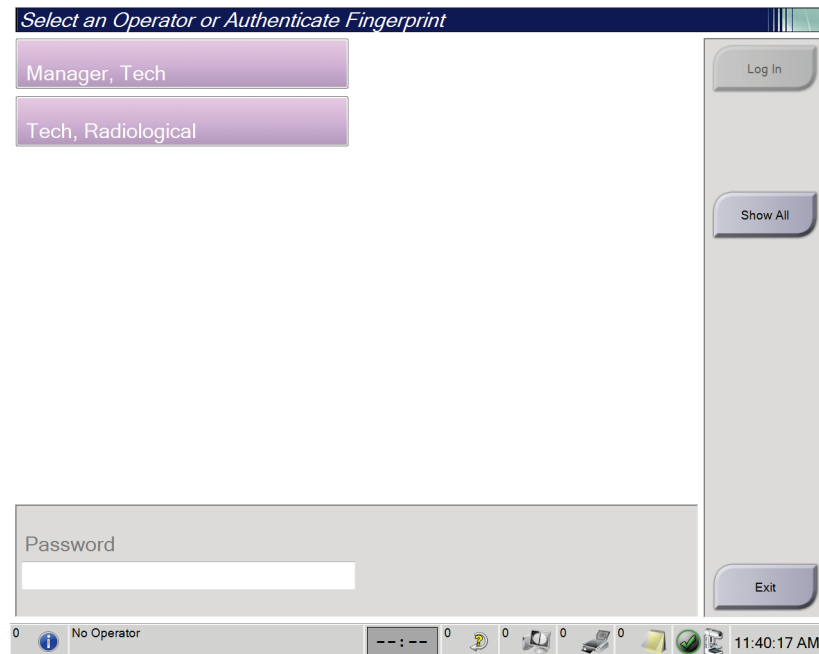 Select an Operator or Authenticate Fingerprint
Manager, Tech
Log In
Tech, Radiological
Show All
Password
Exit
0
No Operator
--:--
0
0
0
0
11:40:17 AM